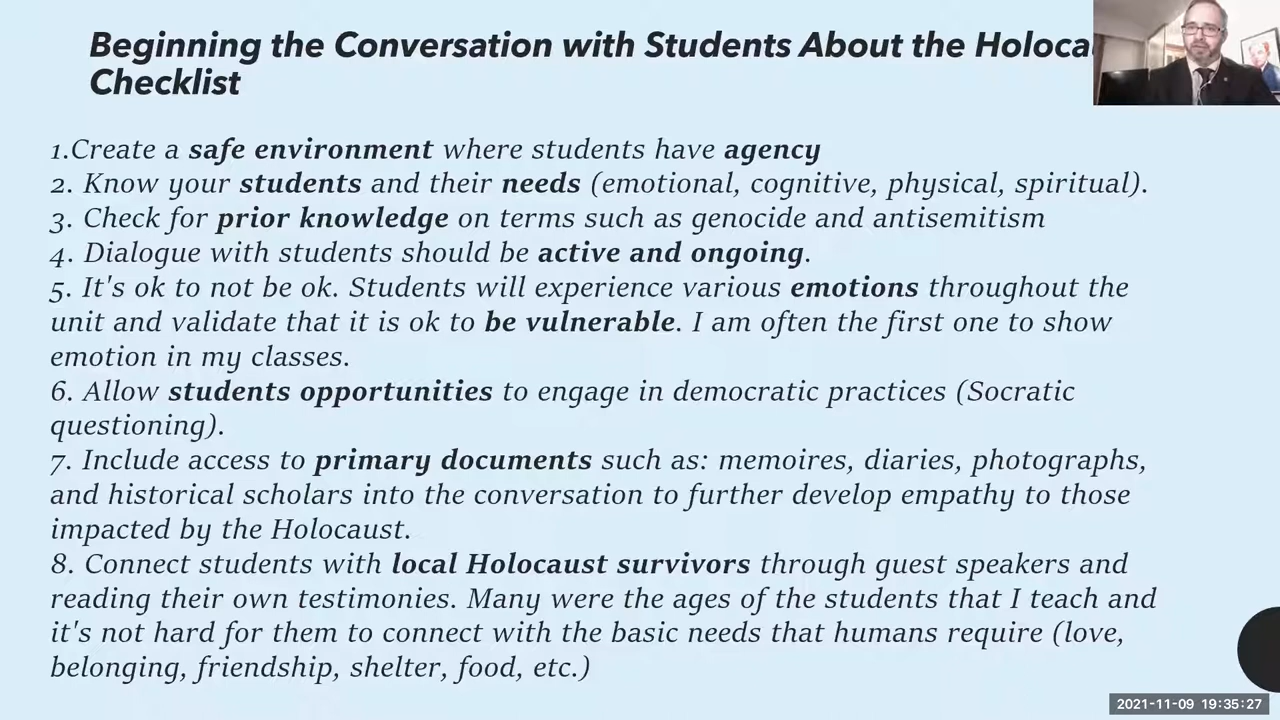 Beginning the Conversation with Students About the
Checklist
1.Create a safe environment where students have agency
2. Know your students and their needs (emotional, cognitive, physical, spiritual).
3. Check for prior knowledge on terms such as genocide and antisemitism
4. Dialogue with students should be active and ongoing.
5. It's ok to not be ok. Students will experience various emotions throughout the
unit and validate that it is ok to be vulnerable. I am often the first one to show
emotion in my classes.
6. Allow students opportunities to engage in democratic practices (Socratic
questioning).
7. Include access to primary documents such as: memoires, diaries, photographs,
and historical scholars into the conversation to further develop empathy to those
impacted by the Holocaust.
8. Connect students with local Holocaust survivors through guest speakers and
reading their own testimonies. Many were the ages of the students that I teach and
it's not hard for them to connect with the basic needs that humans require (love,
belonging, friendship, shelter, food, etc.)
2021-11-09 19:35:27